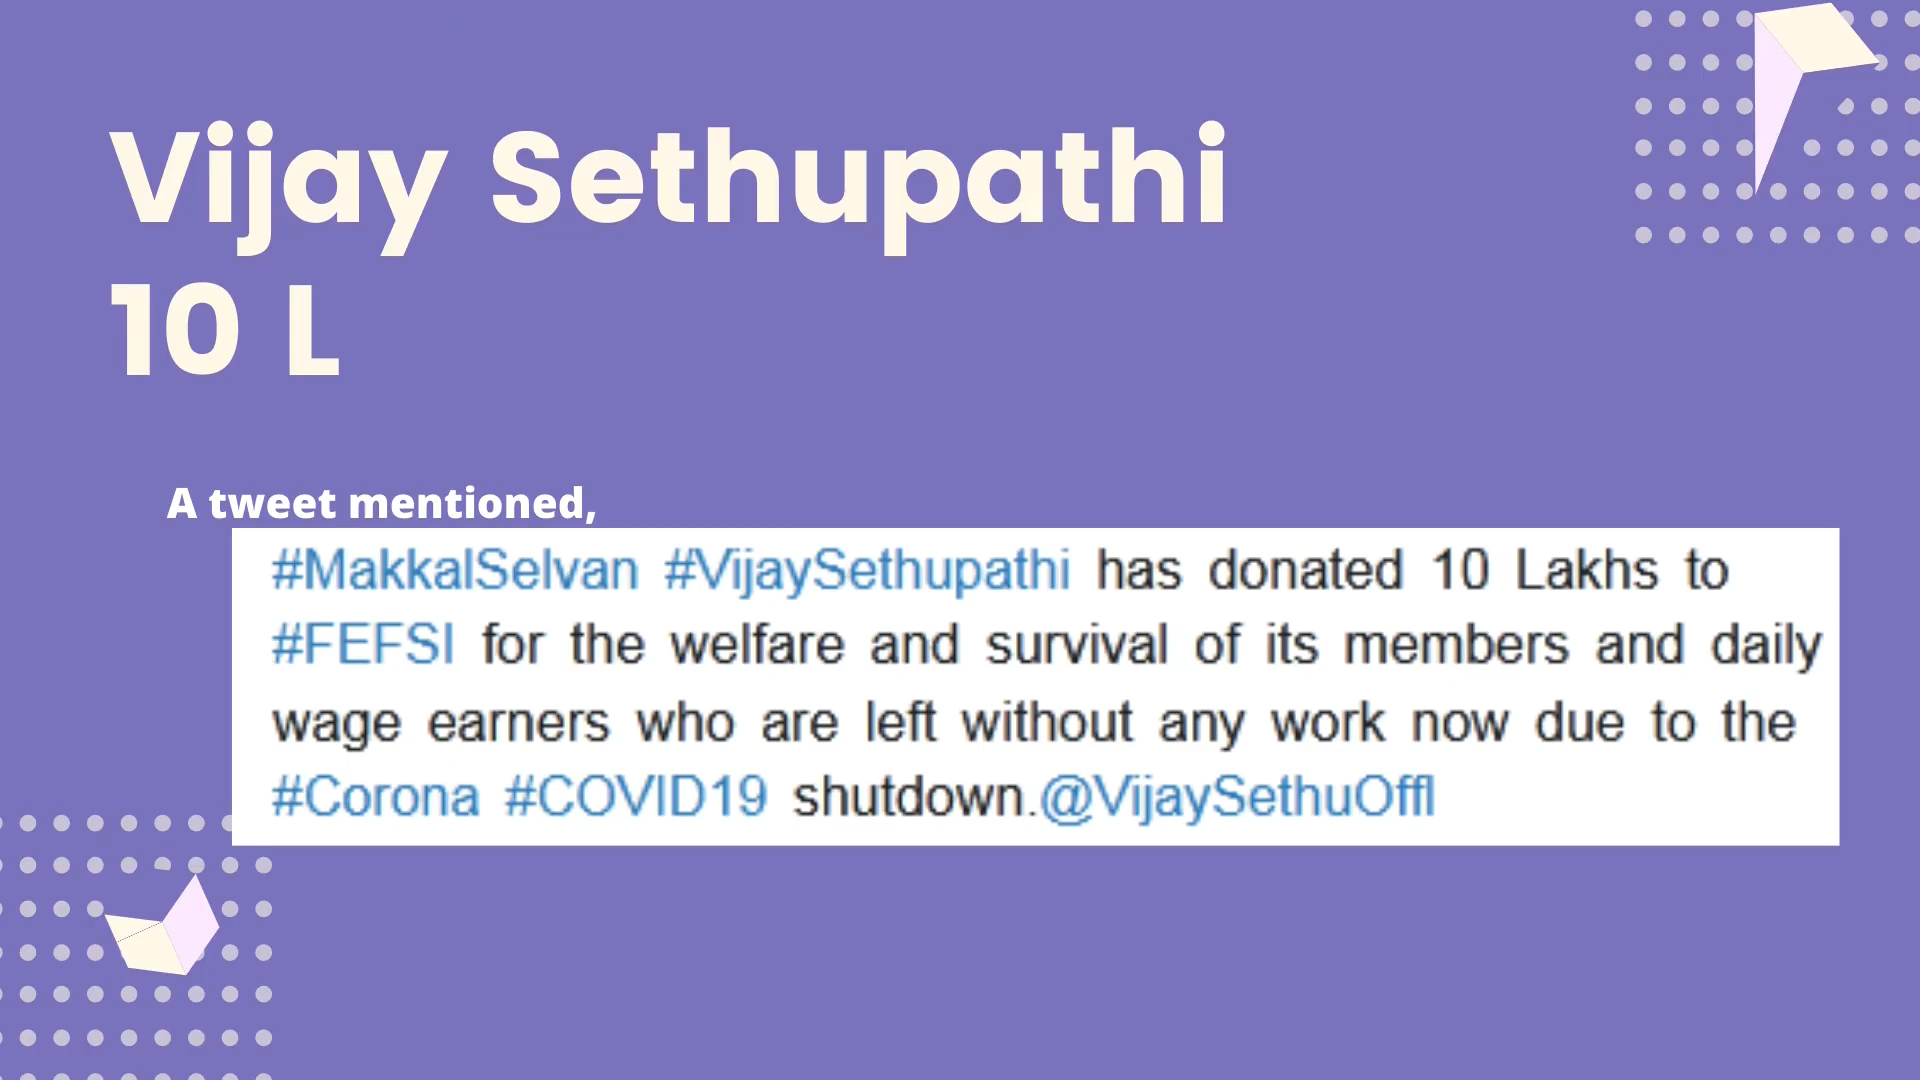 Vijay Sethupathi
10 L
A tweet mentioned,
#MakkalSelvan #VijaySethupathi has donated 10 Lakhs to
#FEFSI for the welfare and survival of its members and daily
wage earners who are left without any work now due to the
#Corona #COVID19 shutdown.@VijaySethuOffl